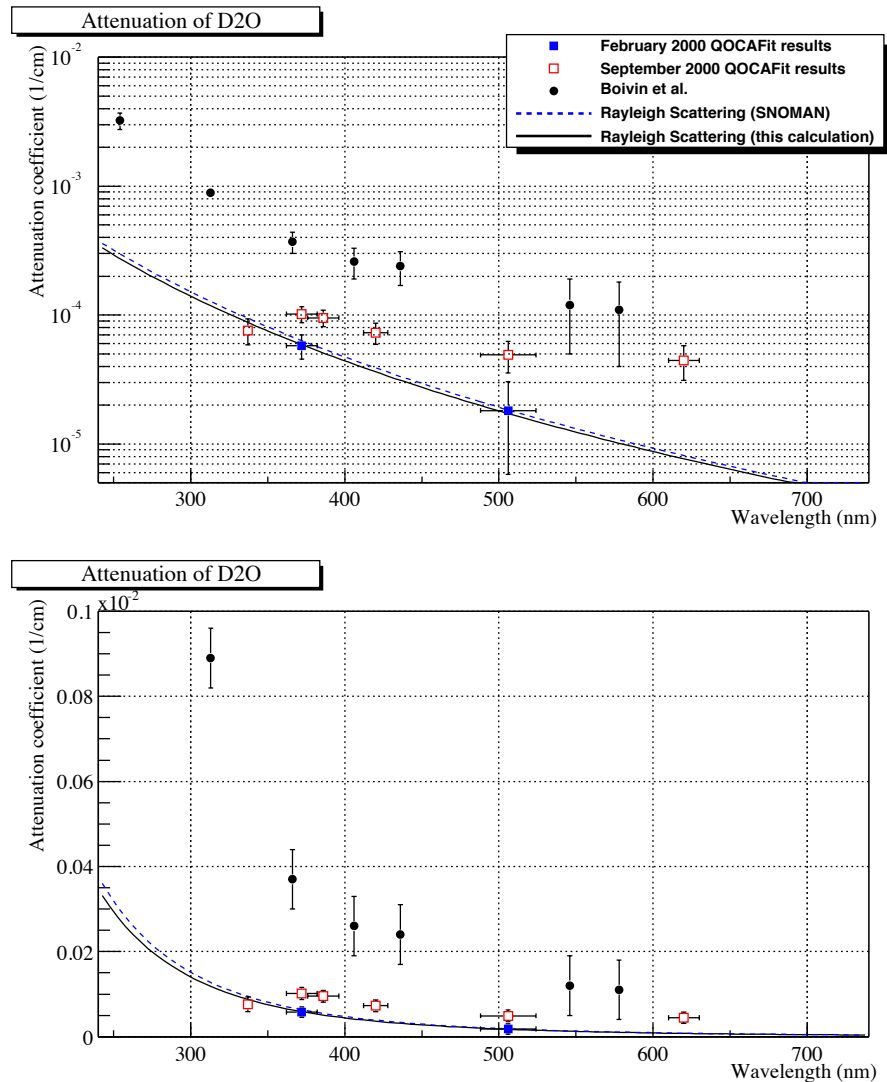 Attenuation of D2O
Attenuation coefficient (1/cm)
10⁻²
10⁻³
10⁻⁴
10⁻⁵
February 2000 QOCAFit results
September 2000 QOCAFit results
Boivin et al.
Rayleigh Scattering (SNOMAN)
Rayleigh Scattering (this calculation)
300 400 500 600 700
Wavelength (nm)
Attenuation of D2O
x10⁻²
Attenuation coefficient (1/cm)
0.1
0.08
0.06
0.04
0.02
0
300 400 500 600 700
Wavelength (nm)